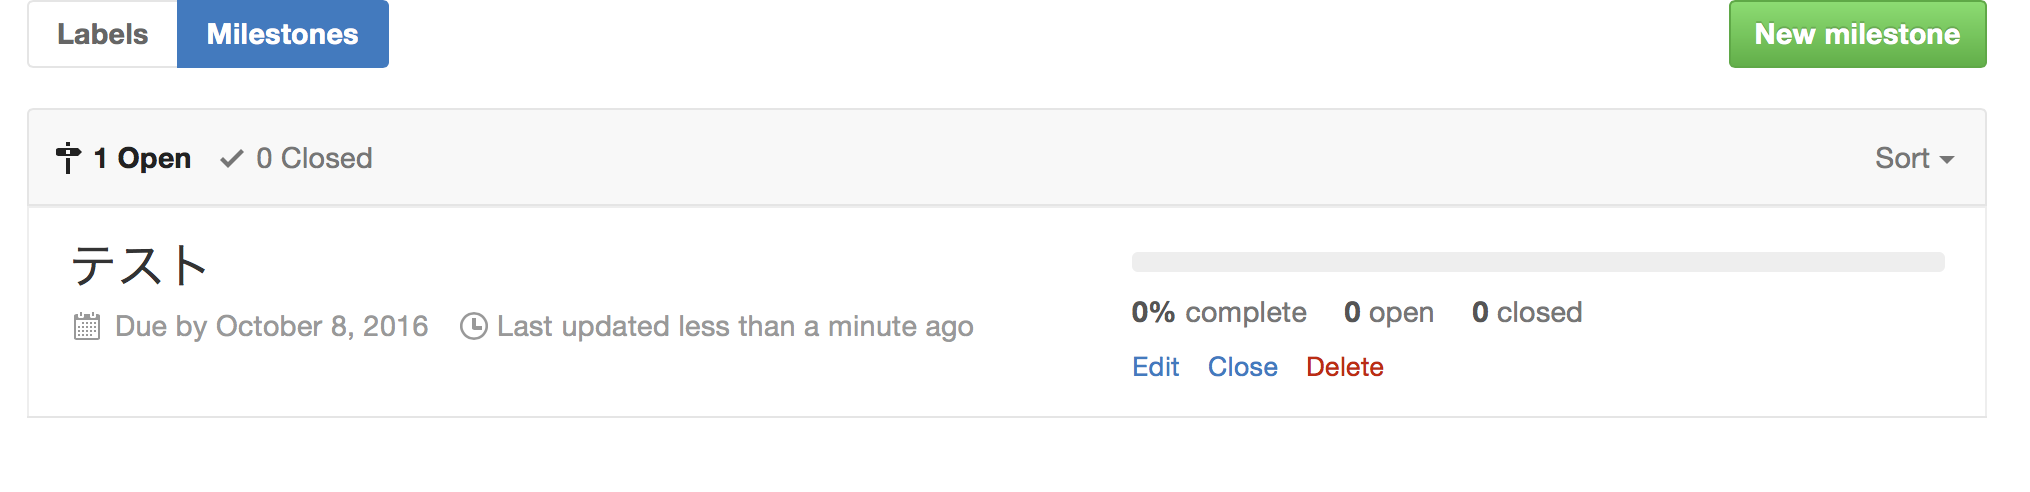 Labels Milestones New milestone
1 Open 0 Closed Sort
テスト
Due by October 8, 2016 Last updated less than a minute ago
0% complete 0 open 0 closed
Edit Close Delete